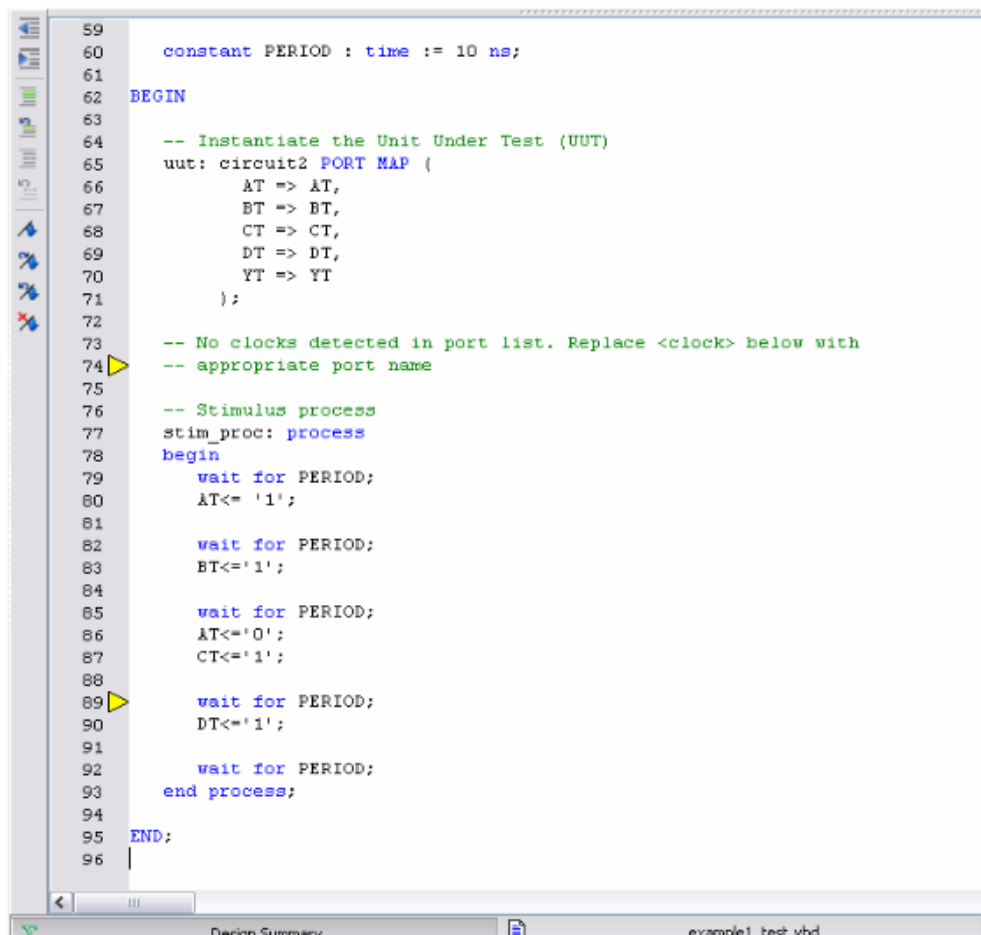 59
60 constant PERIOD : time := 10 ns;
61
62 BEGIN
63
64 -- Instantiate the Unit Under Test (UUT)
65 uut: circuit2 PORT MAP (
66 AT => AT,
67 BT => BT,
68 CT => CT,
69 DT => DT,
70 YT => YT
71 );
72
73 -- No clocks detected in port list. Replace <clock> below with
74 -- appropriate port name
75
76 -- Stimulus process
77 stim_proc: process
78 begin
79 wait for PERIOD;
80 AT<= '1';
81
82 wait for PERIOD;
83 BT<='1';
84
85 wait for PERIOD;
86 AT<='0';
87 CT<='1';
88
89 wait for PERIOD;
90 DT<='1';
91
92 wait for PERIOD;
93 end process;
94
95 END;
96
Design Summary example1_test.vhd